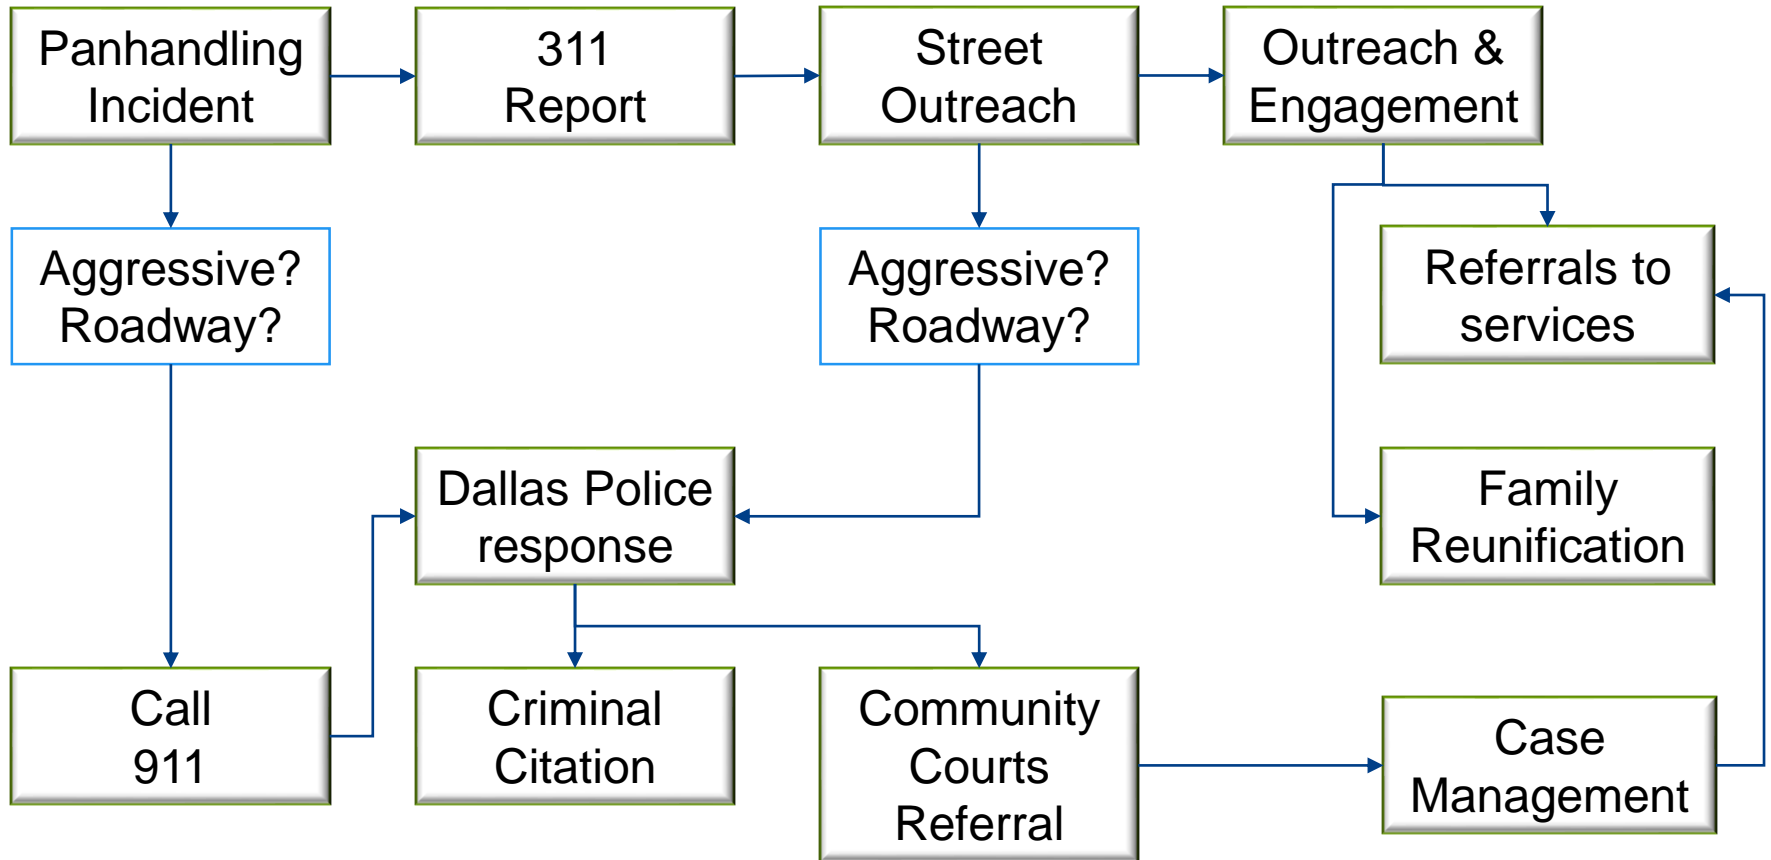 Panhandling
Incident
311
Report
Street
Outreach
Outreach &
Engagement
Aggressive?
Roadway?
Aggressive?
Roadway?
Referrals to
services
Dallas Police
response
Family
Reunification
Call
911
Criminal
Citation
Community
Courts
Referral
Case
Management